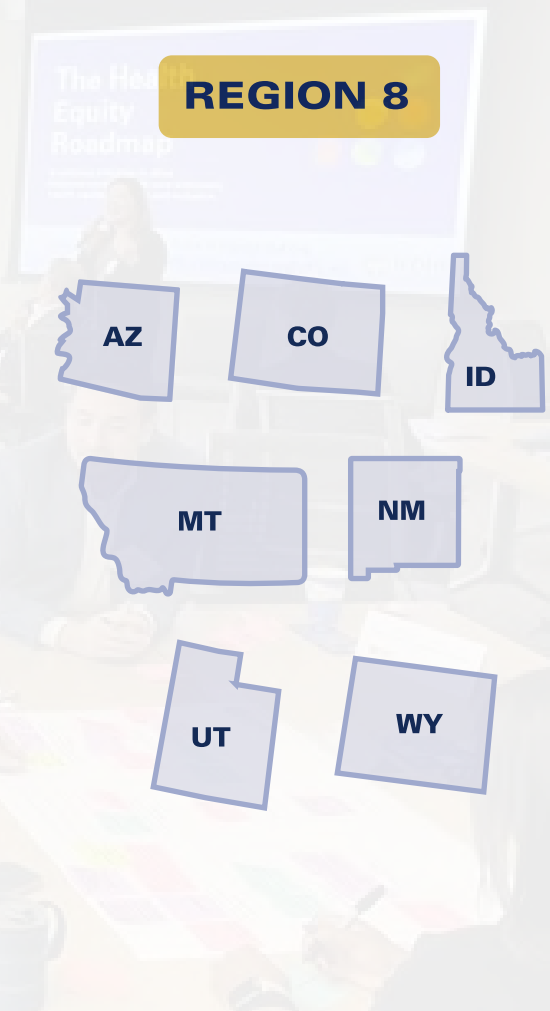 The Health
Equity
Roadmap
REGION 8
AZ
CO
ID
MT
NM
UT
WY